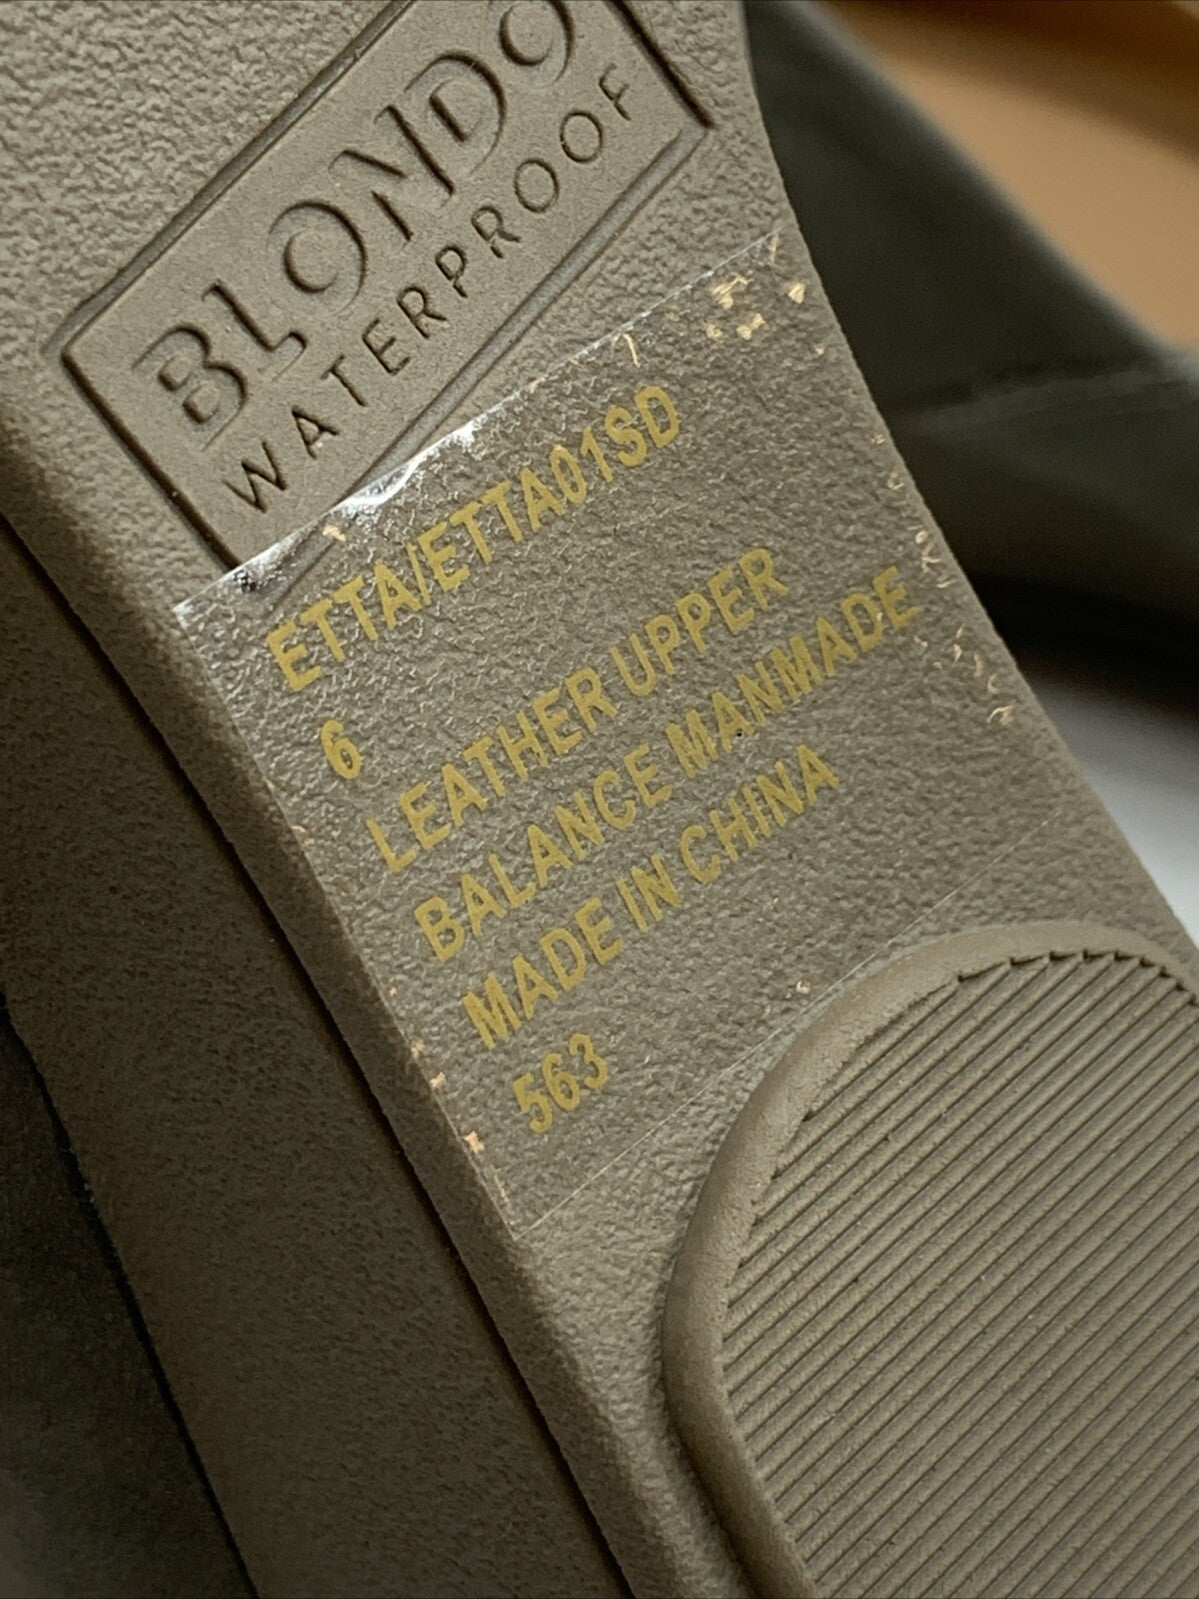 BLONDO
WATERPROOF
ETTA/ETTA01SD
6
LEATHER UPPER
BALANCE MANMADE
MADE IN CHINA
563